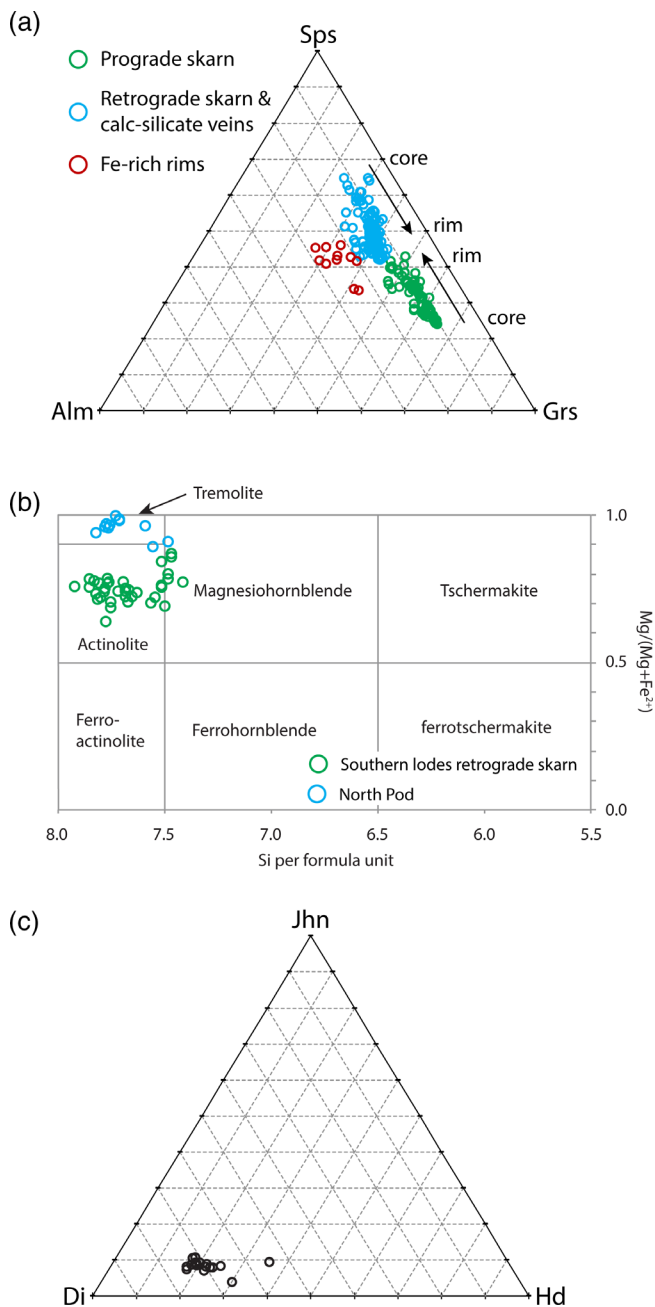 (a)
Sps
Prograde skarn
Retrograde skarn &
calc-silicate veins
Fe-rich rims
core
rim
rim
core
Alm
Grs
(b)
Tremolite
1.0
Magnesiohornblende
Tschermakite
Actinolite
Mg/(Mg+Fe²⁺)
0.5
Ferro-
actinolite
Ferrohornblende
ferrotschermakite
Southern lodes retrograde skarn
North Pod
0.0
8.0
7.5
7.0
6.5
6.0
5.5
Si per formula unit
(c)
Jhn
Di
Hd